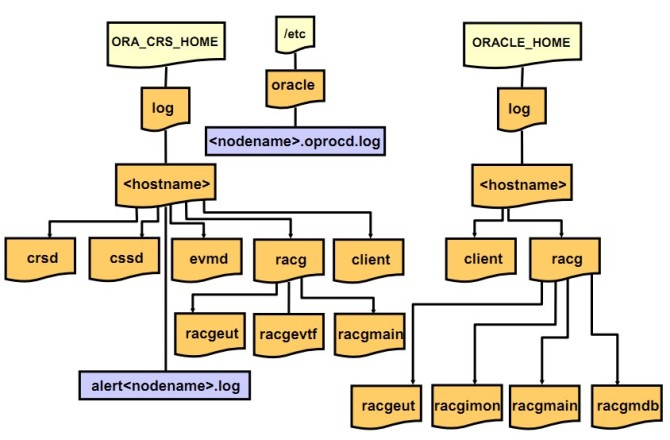 ORA_CRS_HOME
/etc
ORACLE_HOME
oracle
log
log
<nodename>.oprocd.log
<hostname>
<hostname>
crsd
cssd
evmd
racg
client
client
racg
racgeut
racgevtf
racgmain
alert<nodename>.log
racgeut
racgimon
racgmain
racgmdb